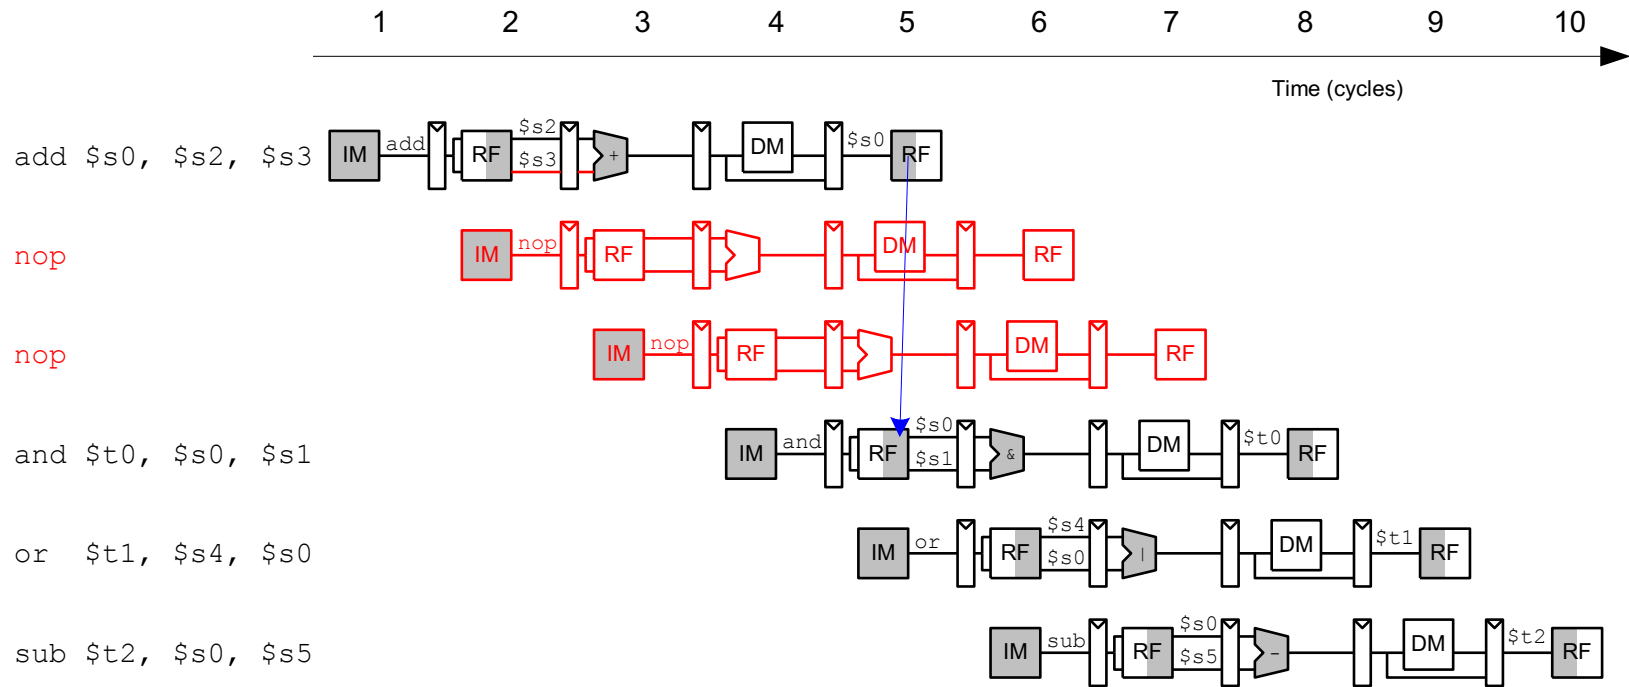 1 2 3 4 5 6 7 8 9 10
Time (cycles)
add $s0, $s2, $s3 IM add RF $s2 $s3 + DM $s0 RF
nop IM nop RF DM RF
nop IM nop RF DM RF
and $t0, $s0, $s1 IM and RF $s0 $s1 & DM $t0 RF
or $t1, $s4, $s0 IM or RF $s4 $s0 | DM $t1 RF
sub $t2, $s0, $s5 IM sub RF $s0 $s5 - DM $t2 RF